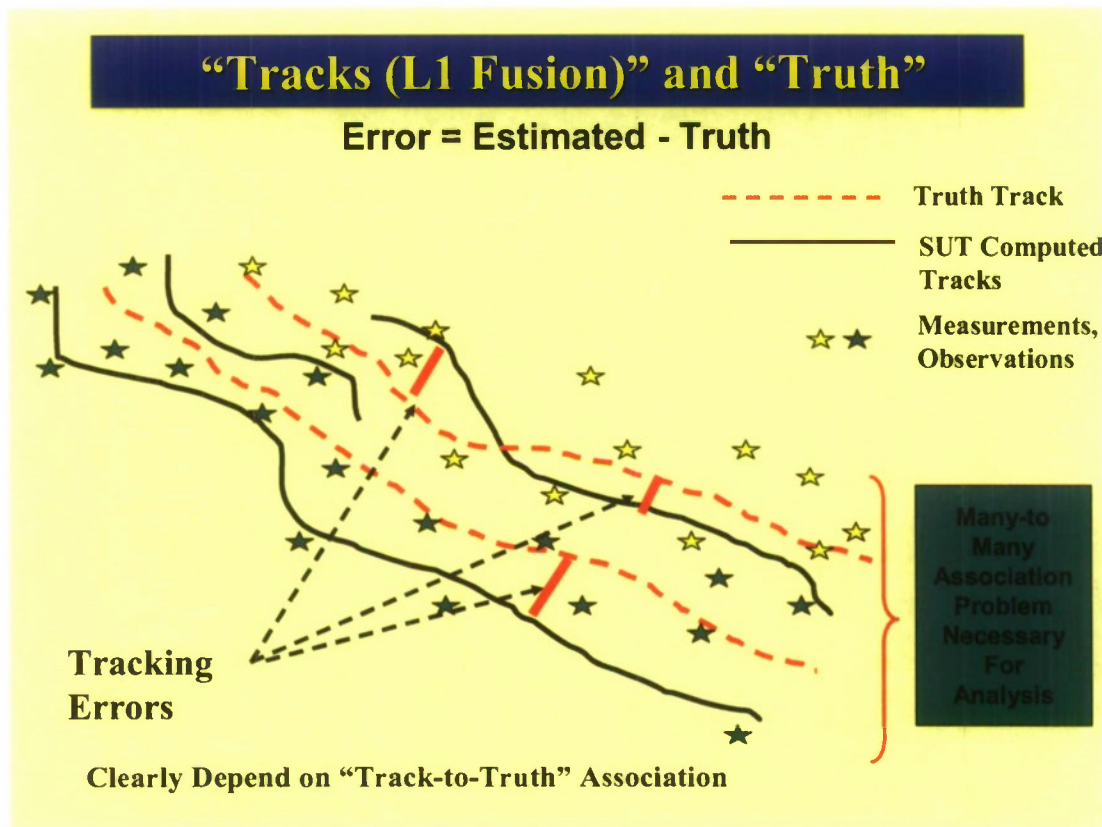 “Tracks (L1 Fusion)” and “Truth”
Error = Estimated - Truth
Truth Track
SUT Computed
Tracks
Measurements,
Observations
Many-to
Many
Association
Problem
Necessary
For
Analysis
Tracking
Errors
Clearly Depend on “Track-to-Truth” Association